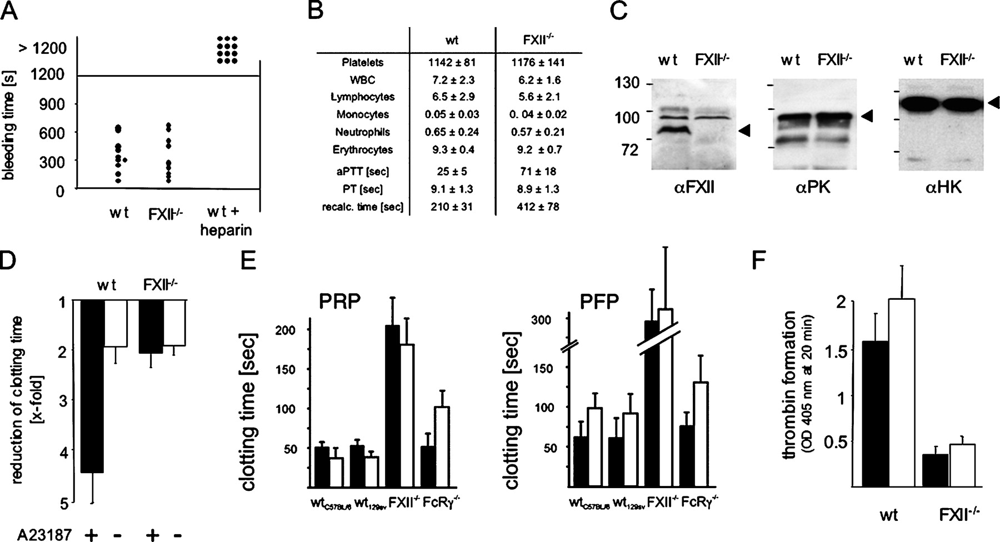 A
> 1200
1200
900
600
300
0
bleeding time [s]
wt
FXII-/-
wt +
heparin
B
wt FXII-/-
Platelets 1142 ± 81 1176 ± 141
WBC 7.2 ± 2.3 6.2 ± 1.6
Lymphocytes 6.5 ± 2.9 5.6 ± 2.1
Monocytes 0.05 ± 0.03 0. 04 ± 0.02
Neutrophils 0.65 ± 0.24 0.57 ± 0.21
Erythrocytes 9.3 ± 0.4 9.2 ± 0.7
aPTT [sec] 25 ± 5 71 ± 18
PT [sec] 9.1 ± 1.3 8.9 ± 1.3
recalc. time [sec] 210 ± 31 412 ± 78
C
wt FXII-/- wt FXII-/- wt FXII-/-
130
100
72
αFXII αPK αHK
D
wt FXII-/-
1
2
3
4
5
reduction of clotting time
[x-fold]
A23187 + - + -
E
PRP
200
150
100
50
clotting time [sec]
wtC57BL/6 wt129sv FXII-/- FcRγ-/-
PFP
300
150
100
50
clotting time [sec]
wtC57BL/6 wt129sv FXII-/- FcRγ-/-
F
2
1.5
1
0.5
thrombin formation
(OD 405 nm at 20 min)
wt FXII-/-